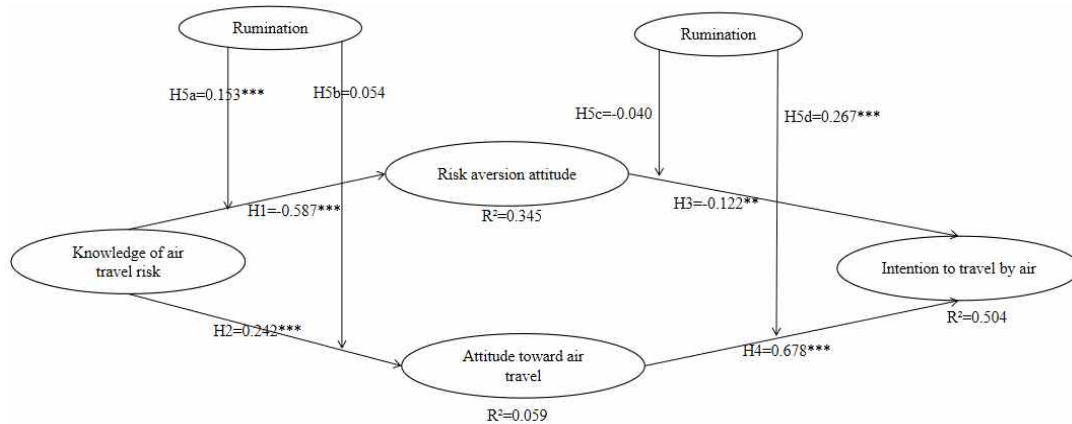 Rumination
Rumination
H5a=0.153***
H5b=0.054
H5c=-0.040
H5d=0.267***
Risk aversion attitude
H1=-0.587***
R²=0.345
H3=-0.122**
Knowledge of air
travel risk
Intention to travel by air
R²=0.504
H2=0.242***
Attitude toward air
travel
H4=0.678***
R²=0.059